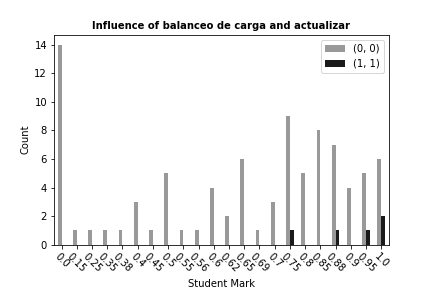 Influence of balanceo de carga and actualizar
(0, 0)
(1, 1)
14
12
10
8
6
4
2
0
Count
0.0 0.15 0.25 0.35 0.38 0.4 0.45 0.5 0.55 0.56 0.6 0.62 0.65 0.69 0.7 0.75 0.8 0.85 0.88 0.9 0.95 1.0
Student Mark